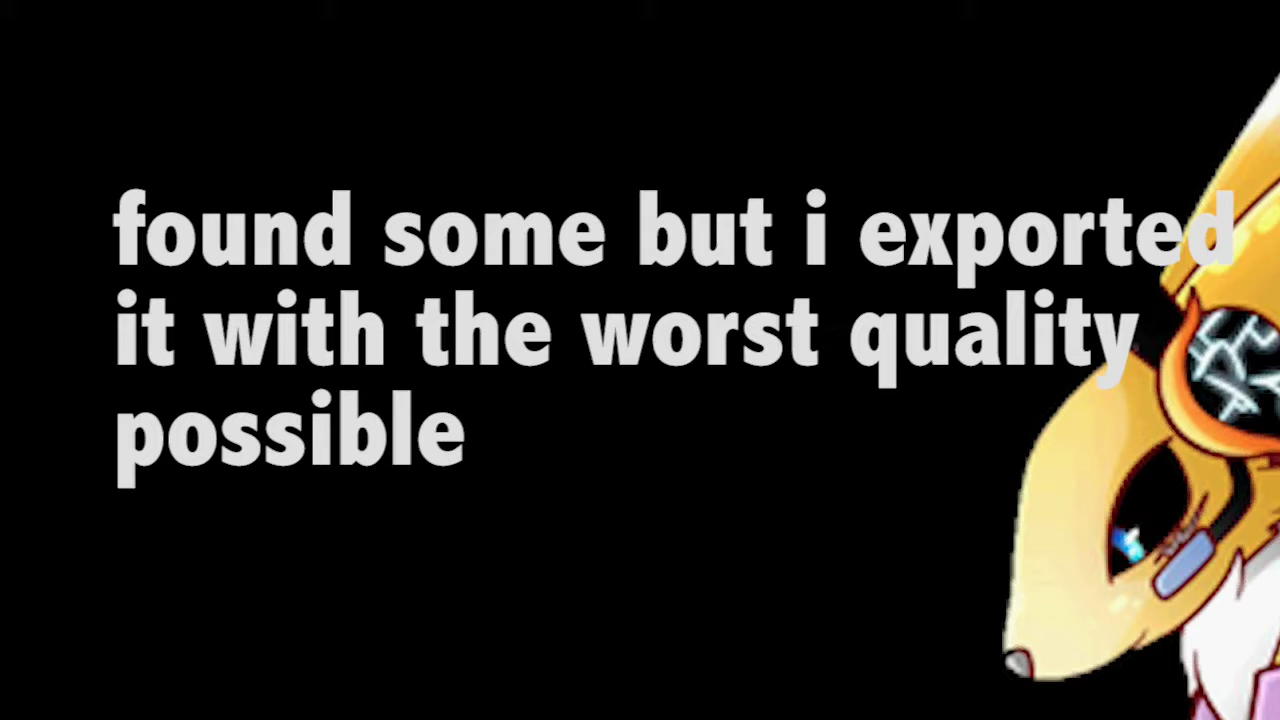 found some but i exported
it with the worst quality
possible